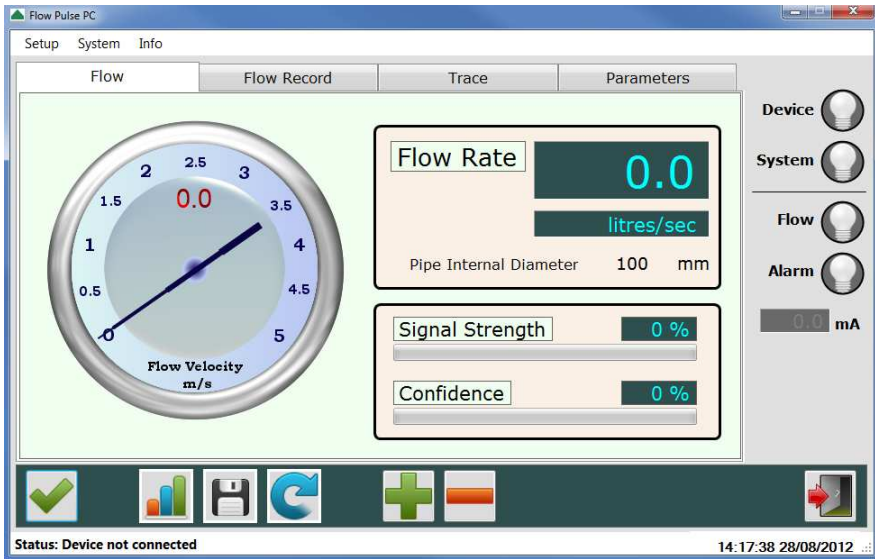 Flow Pulse PC
Setup System Info
Flow Flow Record Trace Parameters
0
0.5
1
1.5
2
2.5
3
3.5
4
4.5
5
0.0
Flow Velocity
m/s
Flow Rate 0.0
litres/sec
Pipe Internal Diameter 100 mm
Signal Strength 0 %
Confidence 0 %
Device
System
Flow
Alarm
0.0 mA
Status: Device not connected 14:17:38 28/08/2012